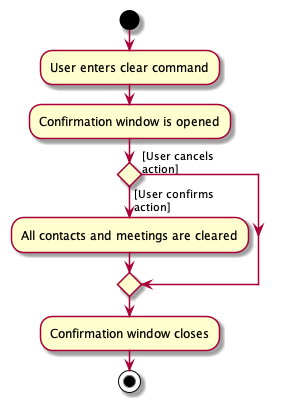 User enters clear command
Confirmation window is opened
[User cancels
action]
[User confirms
action]
All contacts and meetings are cleared
Confirmation window closes